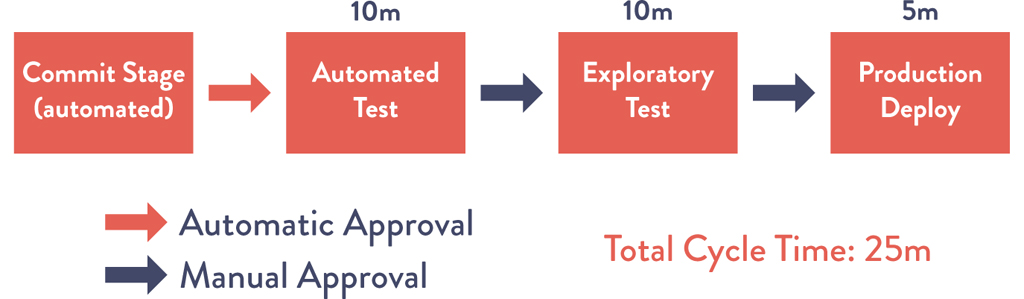 10m
10m
5m
Commit Stage
(automated)
Automated
Test
Exploratory
Test
Production
Deploy
Automatic Approval
Manual Approval
Total Cycle Time: 25m